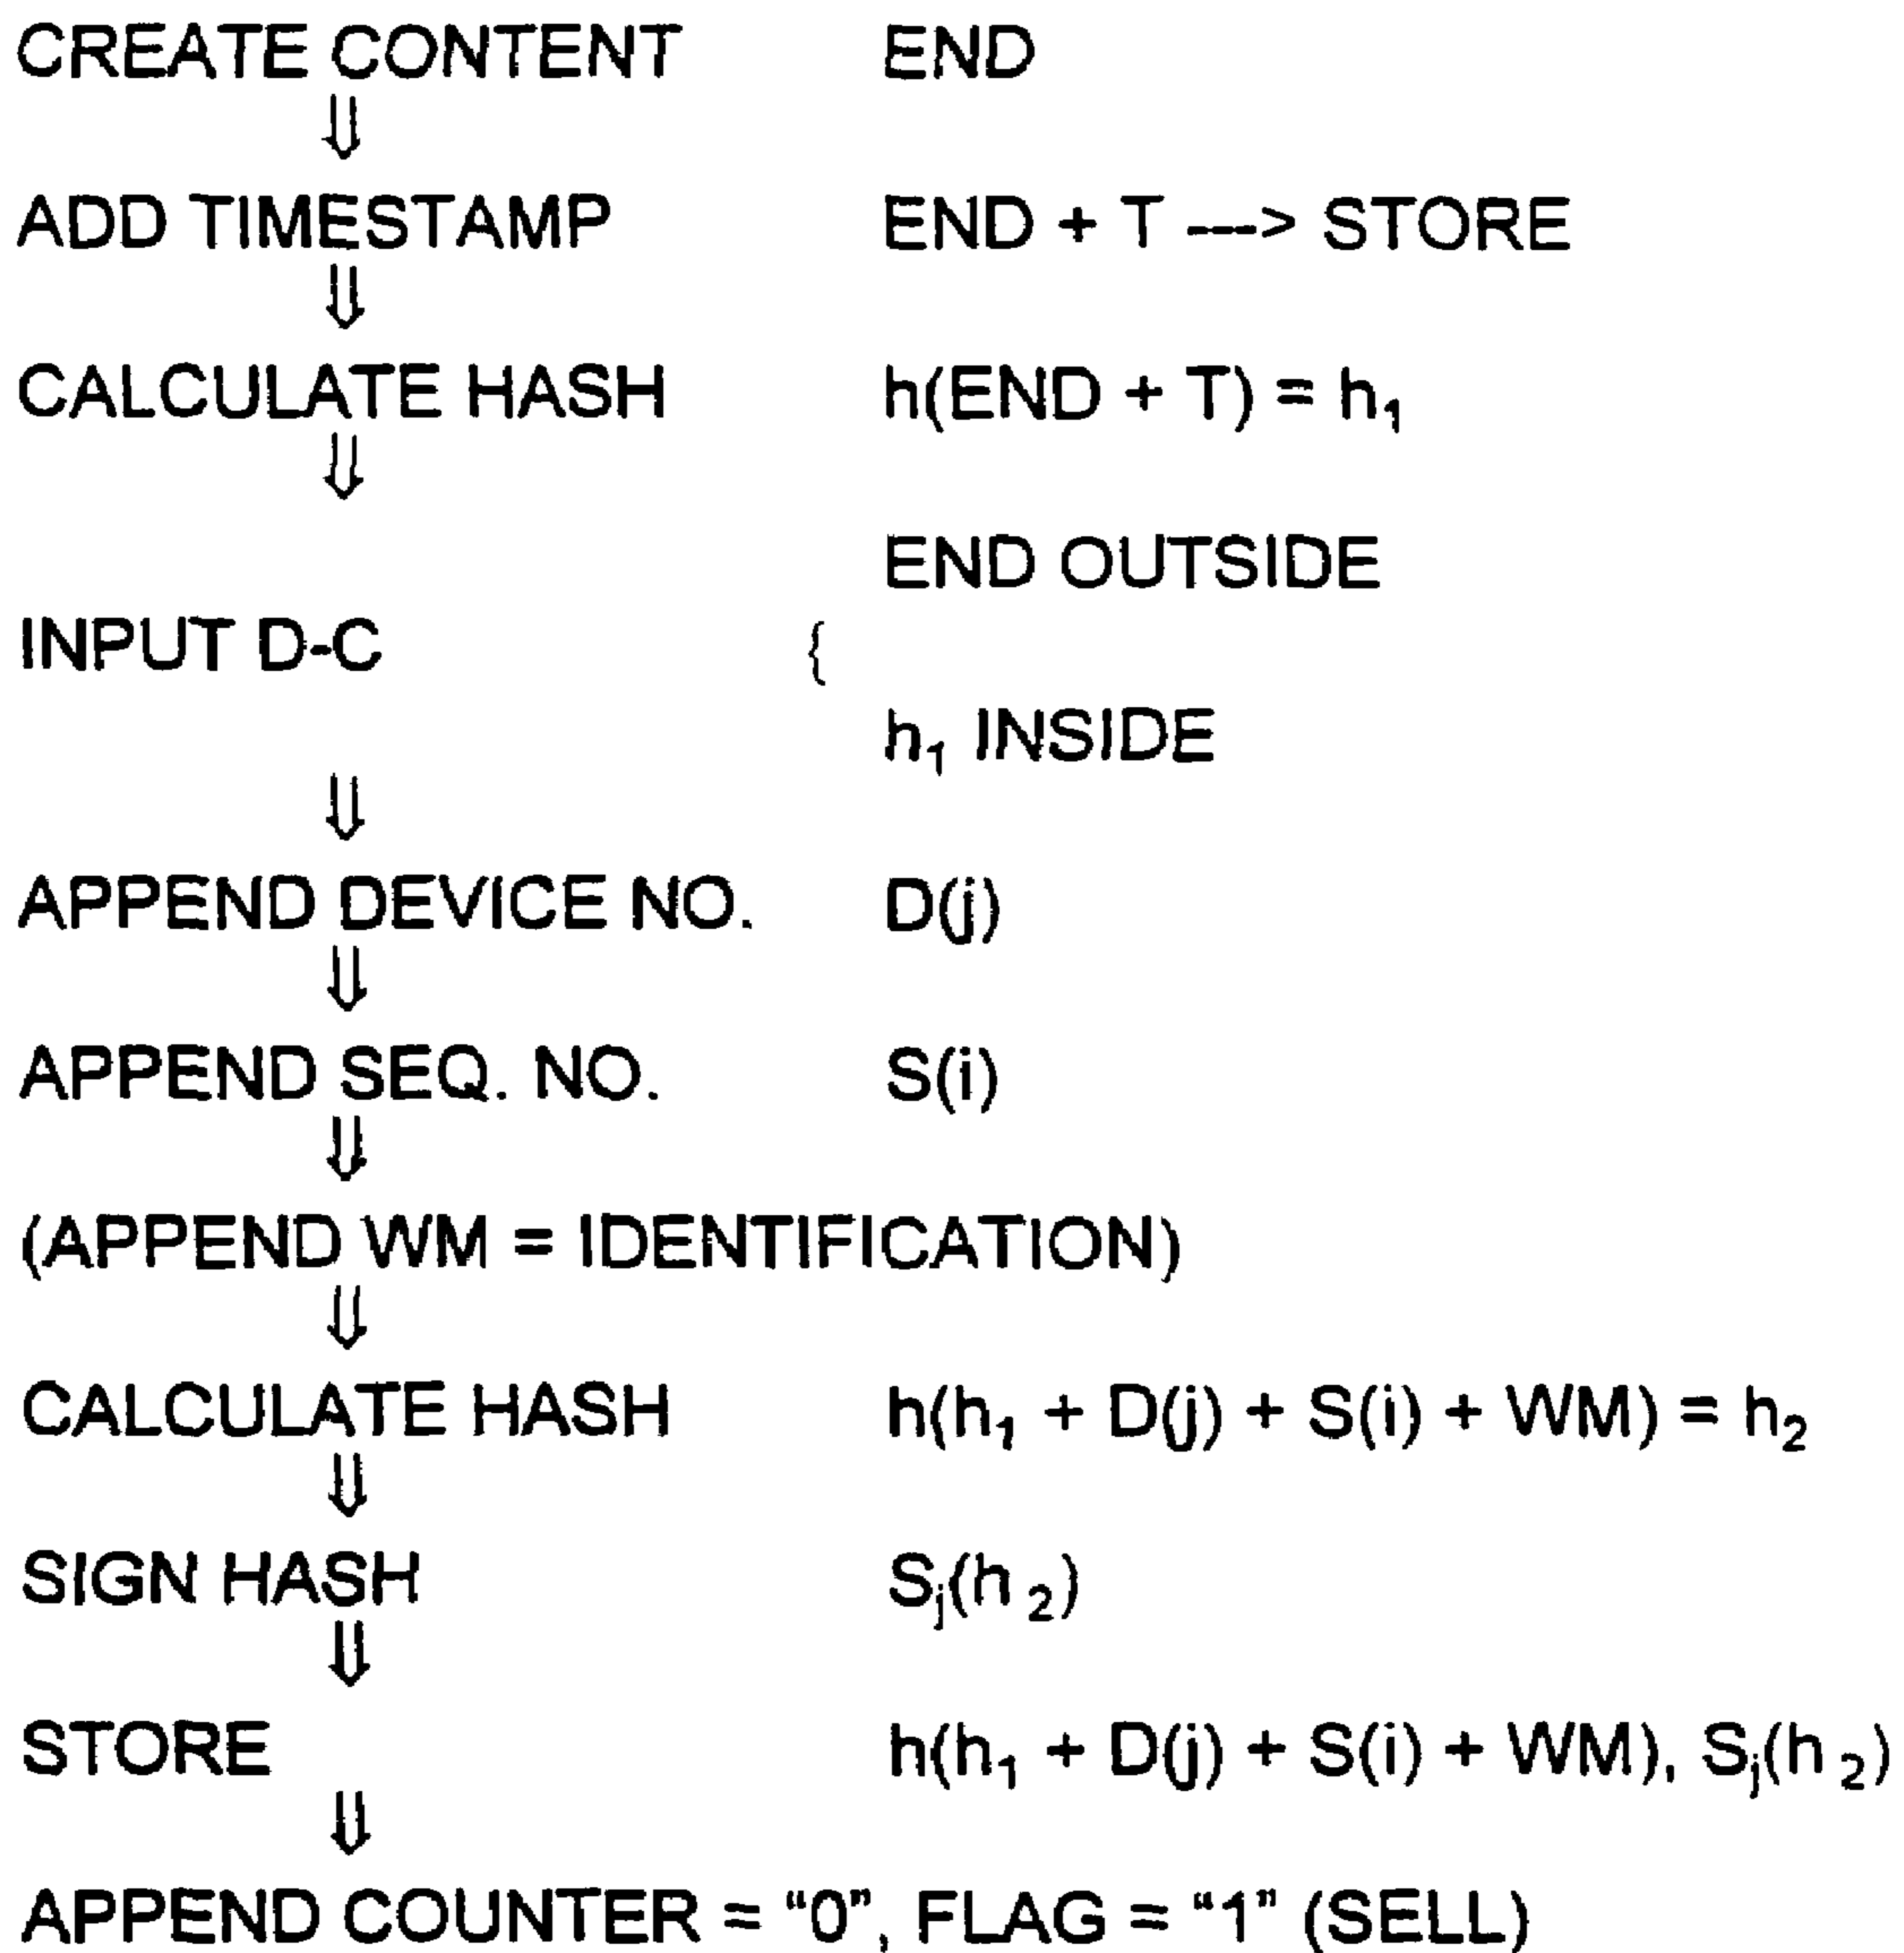 CREATE CONTENT END
⇓
ADD TIMESTAMP END + T ---> STORE
⇓
CALCULATE HASH h(END + T) = h₁
⇓
END OUTSIDE
INPUT D-C {
h₁ INSIDE
⇓
APPEND DEVICE NO. D(j)
⇓
APPEND SEQ. NO. S(i)
⇓
(APPEND WM = IDENTIFICATION)
⇓
CALCULATE HASH h(h₁ + D(j) + S(i) + WM) = h₂
⇓
SIGN HASH Sⱼ(h ₂)
⇓
STORE h(h₁ + D(j) + S(i) + WM), Sⱼ(h ₂)
⇓
APPEND COUNTER = “0”, FLAG = “1” (SELL)